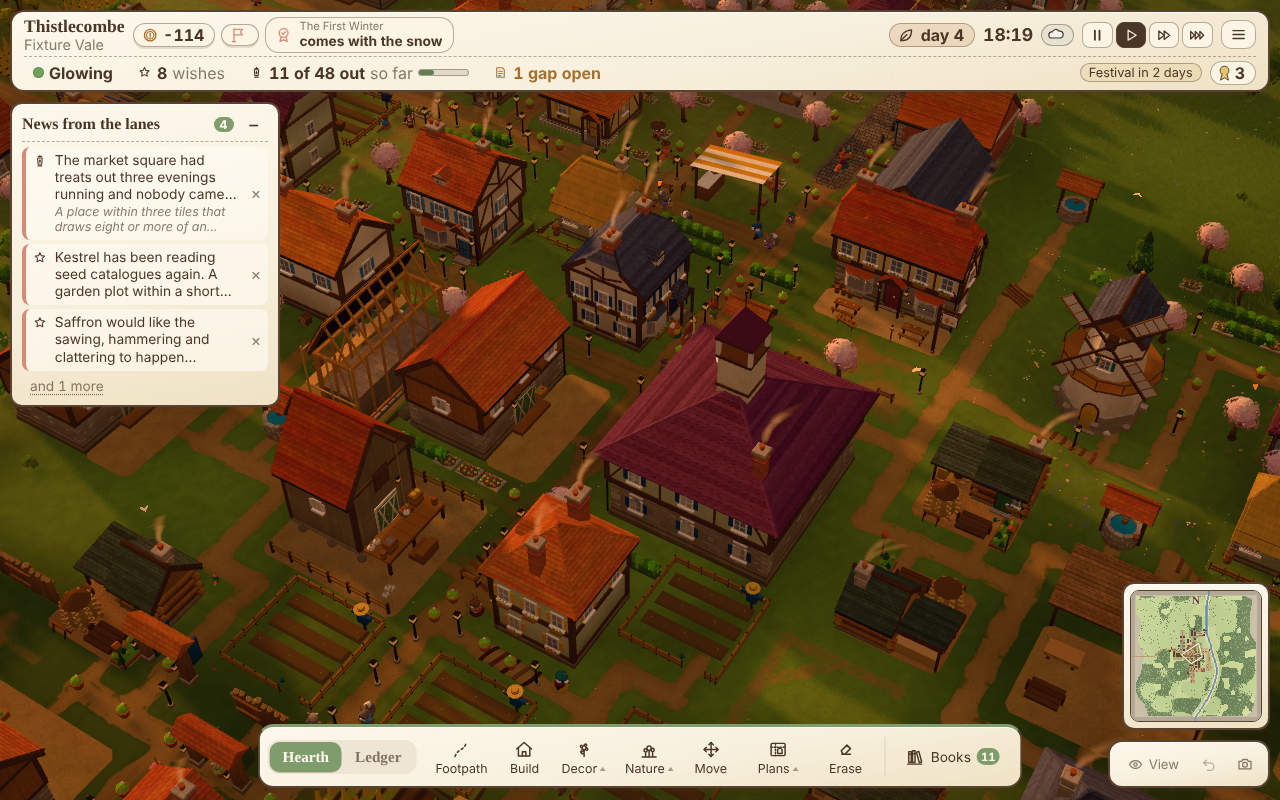 Thistlecombe
Fixture Vale
-114
The First Winter
comes with the snow
day 4
18:19
Glowing
8 wishes
11 of 48 out so far
1 gap open
Festival in 2 days
3
News from the lanes
4
The market square had
treats out three evenings
running and nobody came...
A place within three tiles that
draws eight or more of an...
Kestrel has been reading
seed catalogues again. A
garden plot within a short...
Saffron would like the
sawing, hammering and
clattering to happen...
and 1 more
N
Hearth
Ledger
Footpath
Build
Decor
Nature
Move
Plans
Erase
Books 11
View